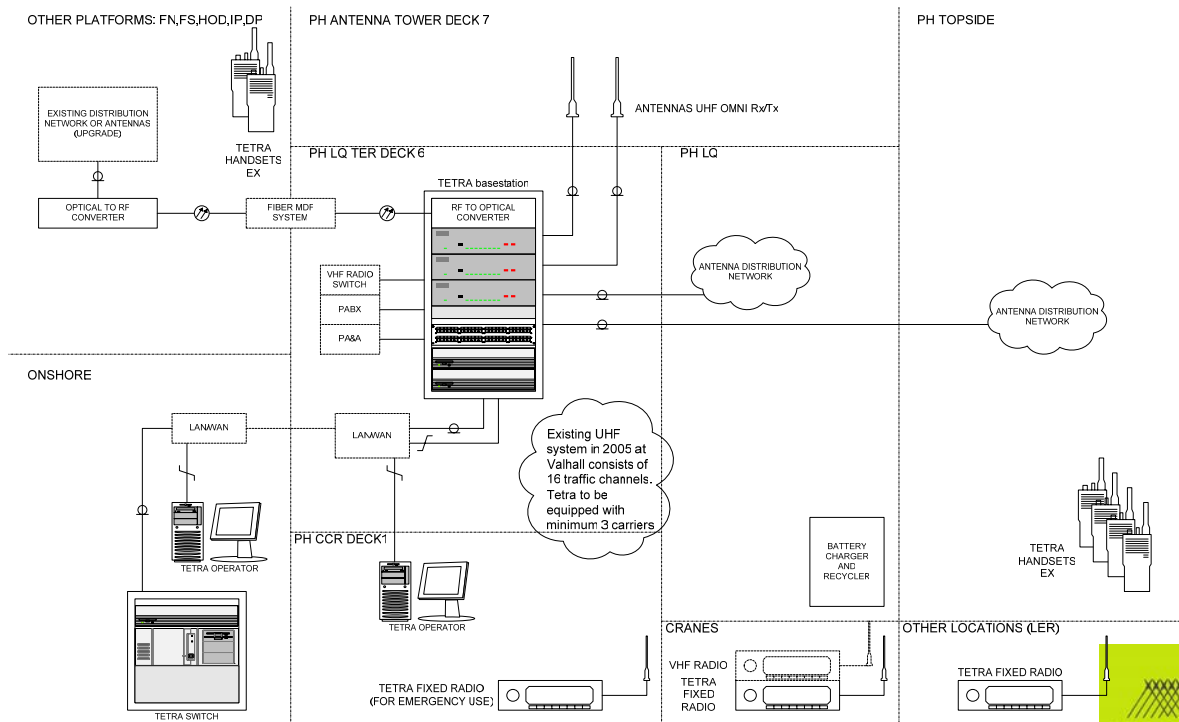 OTHER PLATFORMS: FN,FS,HOD,IP,DP
PH ANTENNA TOWER DECK 7
PH TOPSIDE
EXISTING DISTRIBUTION
NETWORK OR ANTENNAS
(UPGRADE)
TETRA
HANDSETS
EX
ANTENNAS UHF OMNI Rx/Tx
PH LQ TER DECK 6
PH LQ
TETRA basestation
OPTICAL TO RF
CONVERTER
FIBER MDF
SYSTEM
RF TO OPTICAL
CONVERTER
VHF RADIO
SWITCH
PABX
PA&A
ANTENNA DISTRIBUTION
NETWORK
ANTENNA DISTRIBUTION
NETWORK
ONSHORE
LAN/WAN
LAN/WAN
Existing UHF
system in 2005 at
Valhall consists of
16 traffic channels.
Tetra to be
equipped with
minimum 3 carriers
TETRA OPERATOR
PH CCR DECK1
TETRA OPERATOR
BATTERY
CHARGER
AND
RECYCLER
TETRA
HANDSETS
EX
TETRA SWITCH
TETRA FIXED RADIO
(FOR EMERGENCY USE)
CRANES
VHF RADIO
TETRA
FIXED
RADIO
OTHER LOCATIONS (LER)
TETRA FIXED RADIO